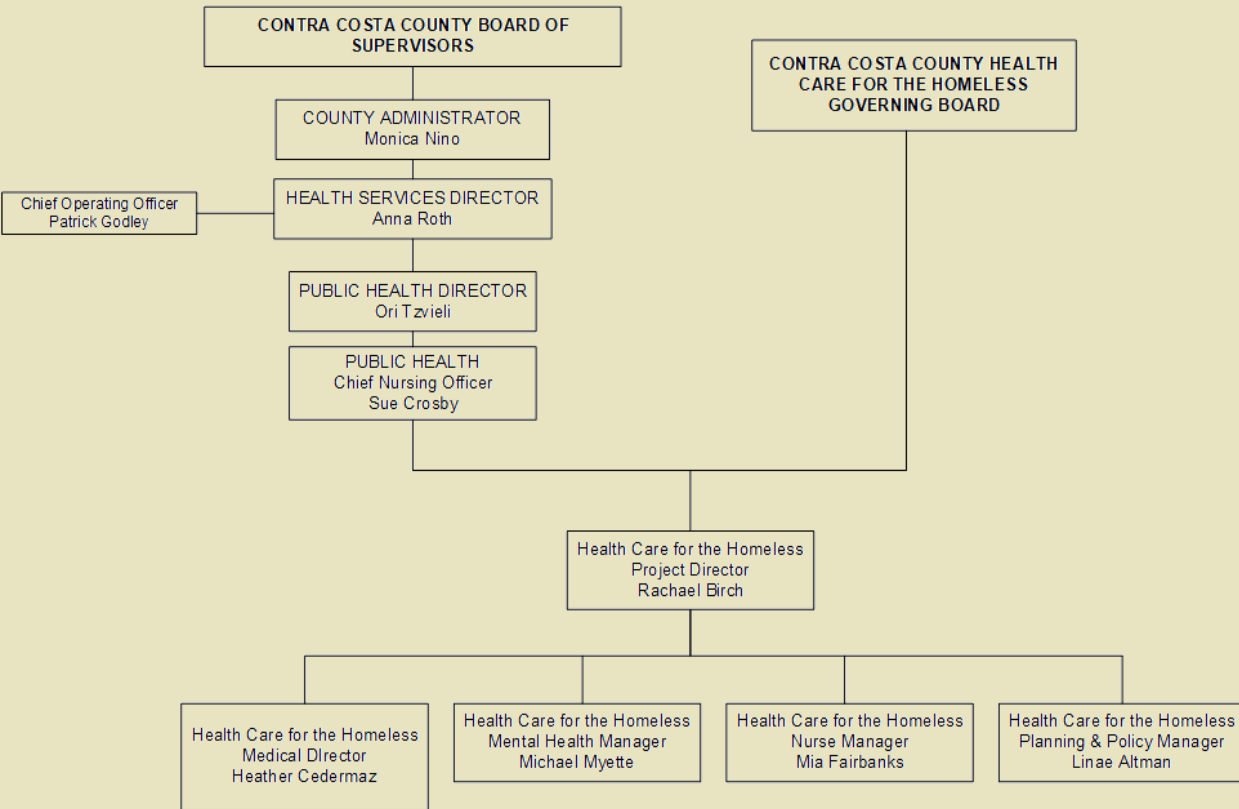 CONTRA COSTA COUNTY BOARD OF
SUPERVISORS
CONTRA COSTA COUNTY HEALTH
CARE FOR THE HOMELESS
GOVERNING BOARD
COUNTY ADMINISTRATOR
Monica Nino
HEALTH SERVICES DIRECTOR
Anna Roth
Chief Operating Officer
Patrick Godley
PUBLIC HEALTH DIRECTOR
Ori Tzvieli
PUBLIC HEALTH
Chief Nursing Officer
Sue Crosby
Health Care for the Homeless
Project Director
Rachael Birch
Health Care for the Homeless
Medical DIrector
Heather Cedermaz
Health Care for the Homeless
Mental Health Manager
Michael Myette
Health Care for the Homeless
Nurse Manager
Mia Fairbanks
Health Care for the Homeless
Planning & Policy Manager
Linae Altman